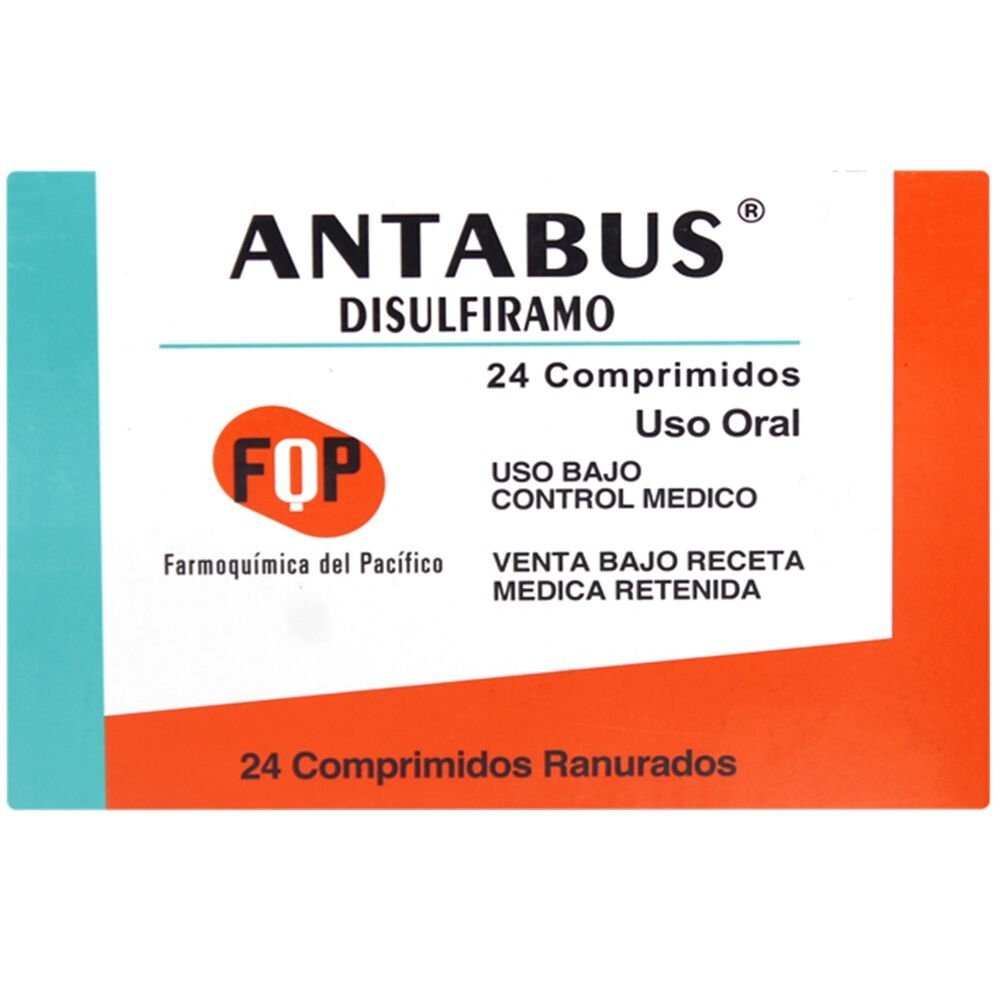 ANTABUS®
DISULFIRAMO
24 Comprimidos
Uso Oral
FQP
Farmoquímica del Pacífico
USO BAJO
CONTROL MEDICO
VENTA BAJO RECETA
MEDICA RETENIDA
24 Comprimidos Ranurados